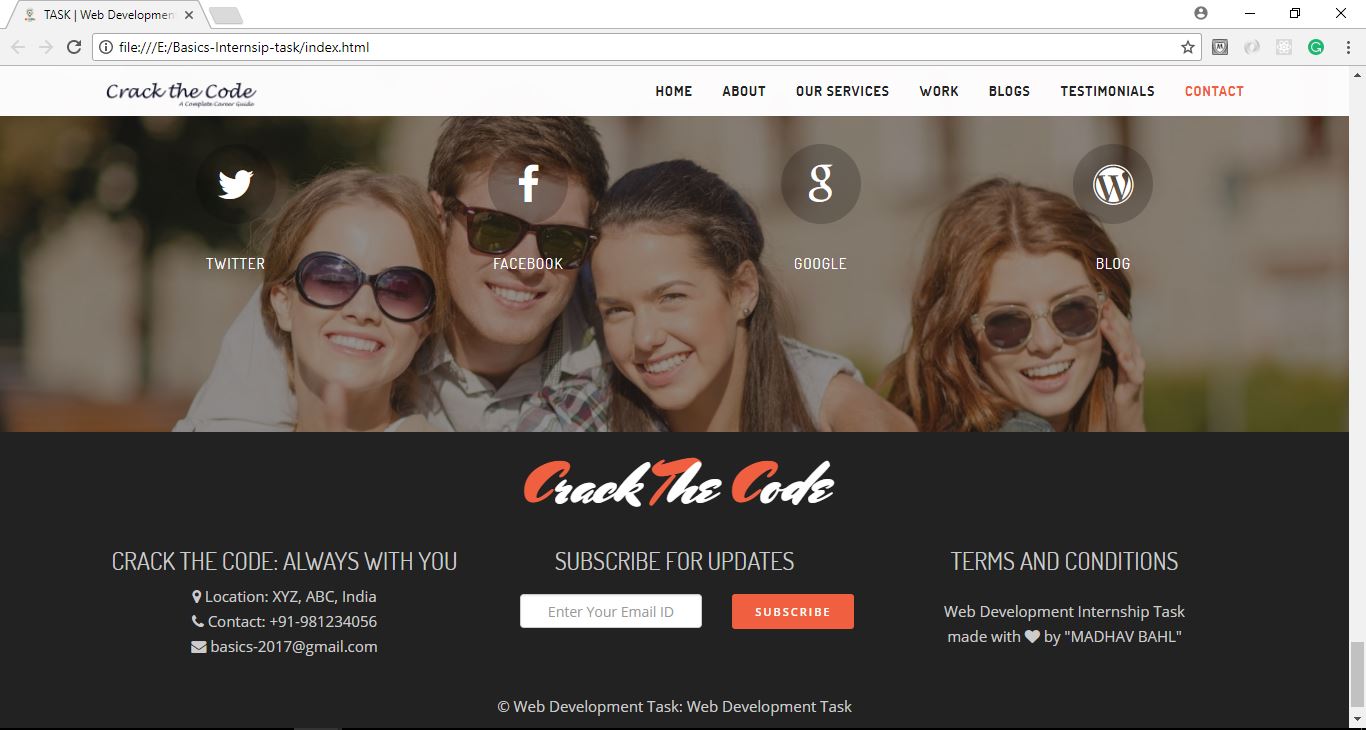 TASK | Web Development
file:///E:/Basics-Internsip-task/index.html
Crack the Code
A Complete Career Guide
HOME ABOUT OUR SERVICES WORK BLOGS TESTIMONIALS CONTACT
TWITTER FACEBOOK GOOGLE BLOG
Crack The Code
CRACK THE CODE: ALWAYS WITH YOU
Location: XYZ, ABC, India
Contact: +91-981234056
basics-2017@gmail.com
SUBSCRIBE FOR UPDATES
Enter Your Email ID SUBSCRIBE
TERMS AND CONDITIONS
Web Development Internship Task
made with ♥ by "MADHAV BAHL"
© Web Development Task: Web Development Task